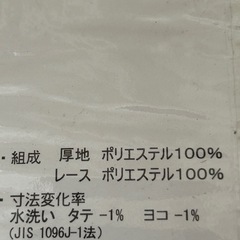 ・組成 厚地 ポリエステル100%
レース ポリエステル100%
・寸法変化率
水洗い タテ -1% ヨコ -1%
(JIS 1096J-1法)